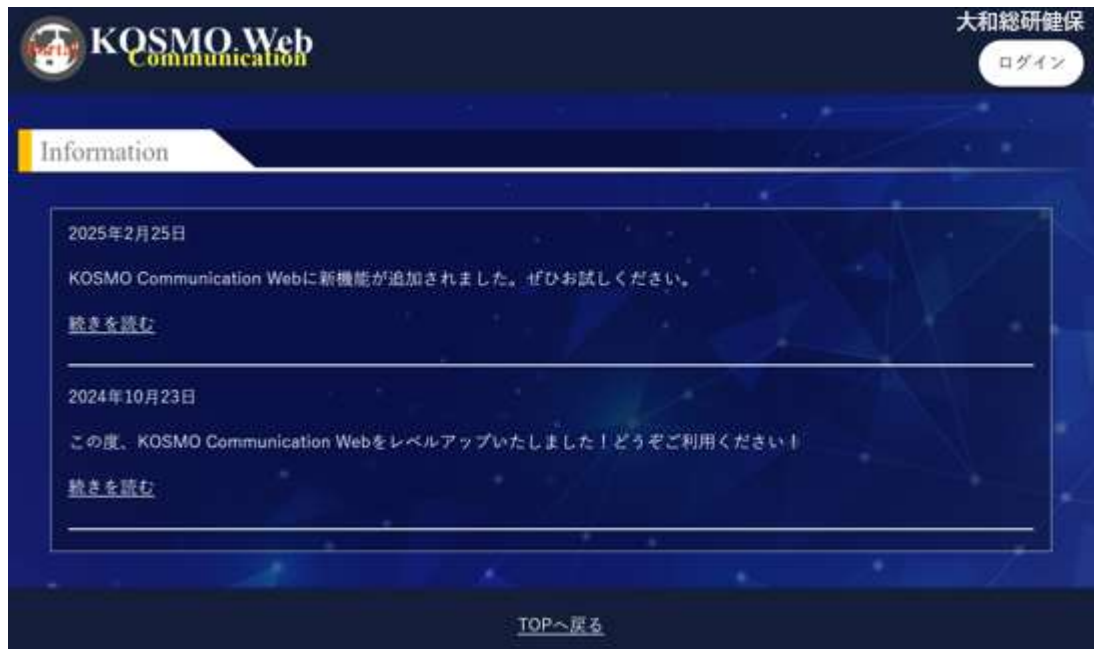 KOSMO Web
Communication
大和総研健保
ログイン
Information
2025年2月25日
KOSMO Communication Webに新機能が追加されました。ぜひお試しください。
続きを読む
2024年10月23日
この度、KOSMO Communication Webをレベルアップいたしました！どうぞご利用ください！
続きを読む
TOPへ戻る